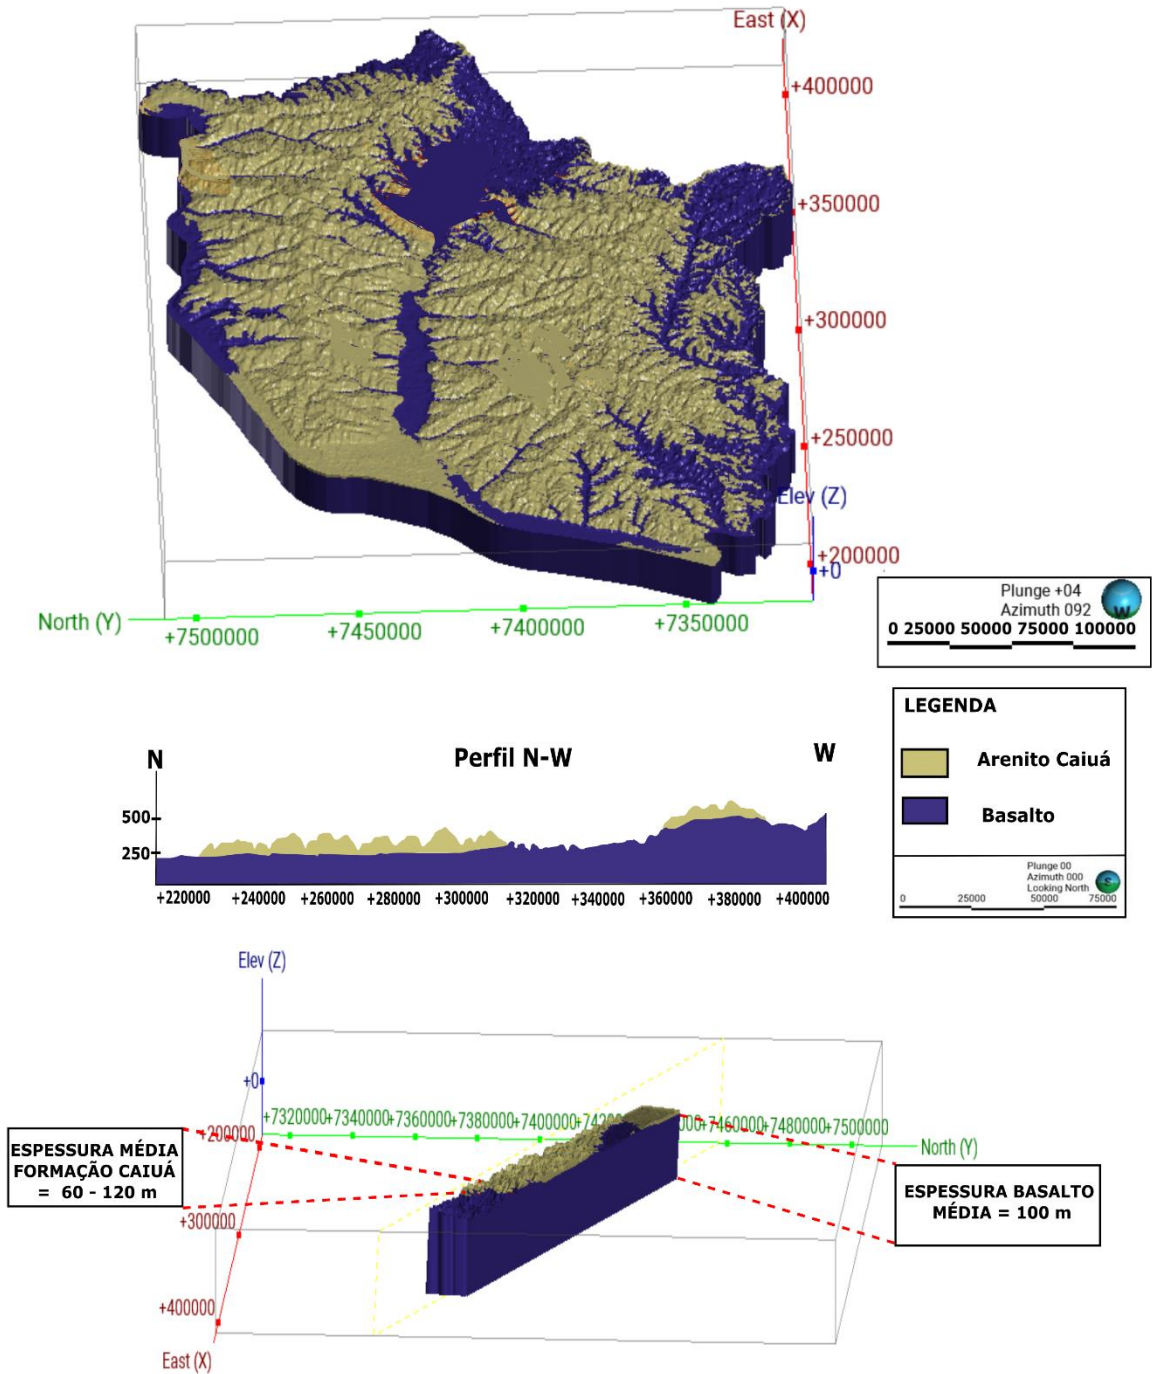 East (X)
+400000
+350000
+300000
+250000
Elev (Z)
+200000
+0
North (Y)
+7500000
+7450000
+7400000
+7350000
Plunge +04
Azimuth 092
W
0 25000 50000 75000 100000
LEGENDA
Arenito Caiuá
Basalto
Plunge 00
Azimuth 000
Looking North
S
0 25000 50000 75000
N
Perfil N-W
W
500
250
+220000 +240000 +260000 +280000 +300000 +320000 +340000 +360000 +380000 +400000
Elev (Z)
+0
+7320000 +7340000 +7360000 +7380000 +7400000 +7460000 +7480000 +7500000
North (Y)
+200000
+300000
+400000
East (X)
ESPESSURA MÉDIA
FORMAÇÃO CAIUÁ
= 60 - 120 m
ESPESSURA BASALTO
MÉDIA = 100 m